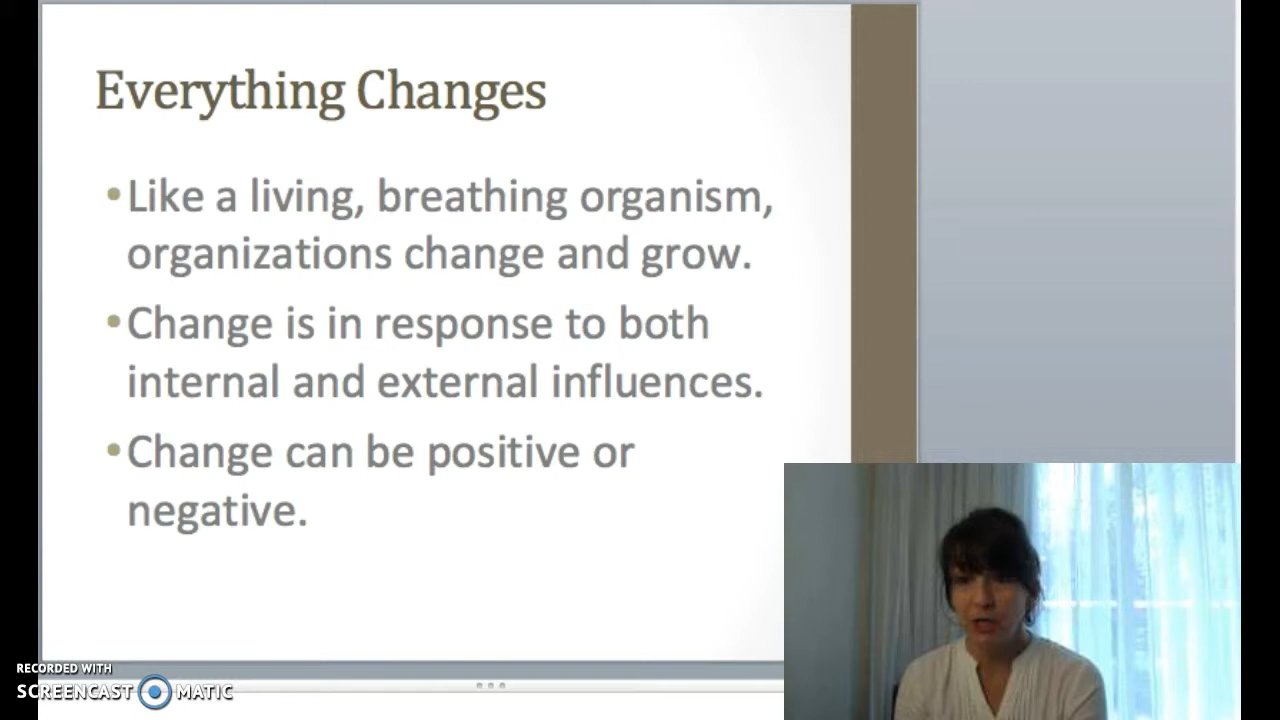 Everything Changes
•Like a living, breathing organism,
organizations change and grow.
•Change is in response to both
internal and external influences.
•Change can be positive or
negative.
RECORDED WITH
SCREENCAST MATIC